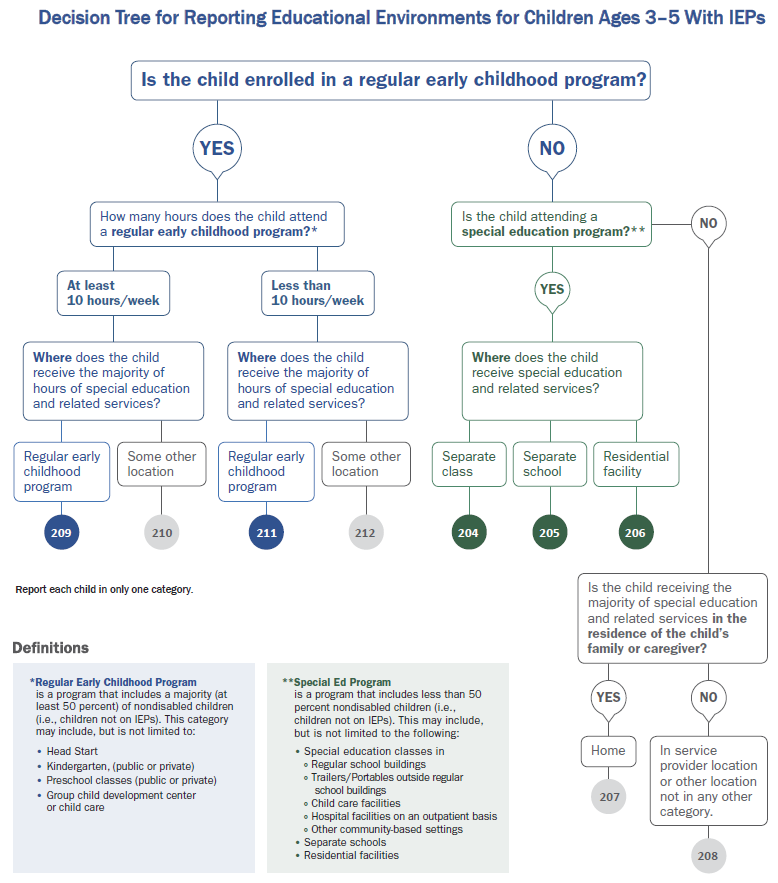 Decision Tree for Reporting Educational Environments for Children Ages 3–5 With IEPs
Is the child enrolled in a regular early childhood program?
YES
NO
How many hours does the child attend
a regular early childhood program?*
Is the child attending a
special education program?**
NO
At least
10 hours/week
Less than
10 hours/week
YES
Where does the child
receive the majority of
hours of special education
and related services?
Where does the child
receive the majority of
hours of special education
and related services?
Where does the child
receive special education
and related services?
Regular early
childhood
program
Some other
location
Regular early
childhood
program
Some other
location
Separate
class
Separate
school
Residential
facility
209
210
211
212
204
205
206
Report each child in only one category.
Is the child receiving the
majority of special education
and related services in the
residence of the child's
family or caregiver?
YES
NO
Home
In service
provider location
or other location
not in any other
category.
207
208
Definitions
*Regular Early Childhood Program
is a program that includes a majority (at
least 50 percent) of nondisabled children
(i.e., children not on IEPs). This category
may include, but is not limited to:
• Head Start
• Kindergarten, (public or private)
• Preschool classes (public or private)
• Group child development center
or child care
**Special Ed Program
is a program that includes less than 50
percent nondisabled children (i.e.,
children not on IEPs). This may include,
but is not limited to the following:
• Special education classes in
o Regular school buildings
o Trailers/Portables outside regular
school buildings
o Child care facilities
o Hospital facilities on an outpatient basis
o Other community-based settings
• Separate schools
• Residential facilities